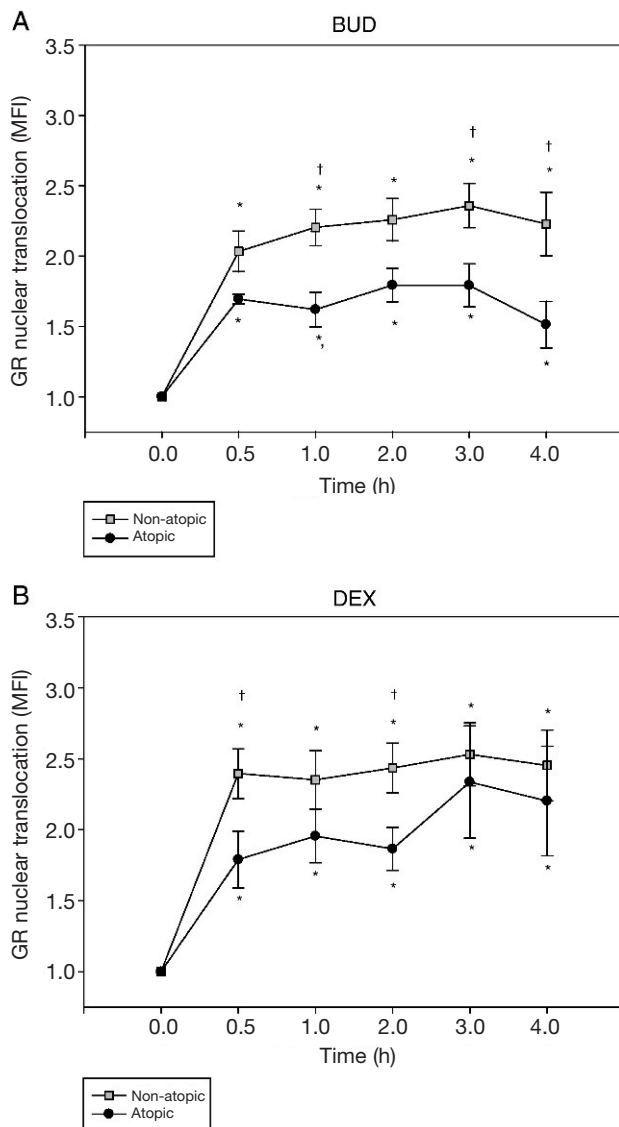 A
BUD
GR nuclear translocation (MFI)
3.5
3.0
2.5
2.0
1.5
1.0
† † †
* * * * *
* *, * * *
0.0 0.5 1.0 2.0 3.0 4.0
Time (h)
Non-atopic
Atopic
B
DEX
GR nuclear translocation (MFI)
3.5
3.0
2.5
2.0
1.5
1.0
† †
* * * * *
* * * * *
0.0 0.5 1.0 2.0 3.0 4.0
Time (h)
Non-atopic
Atopic